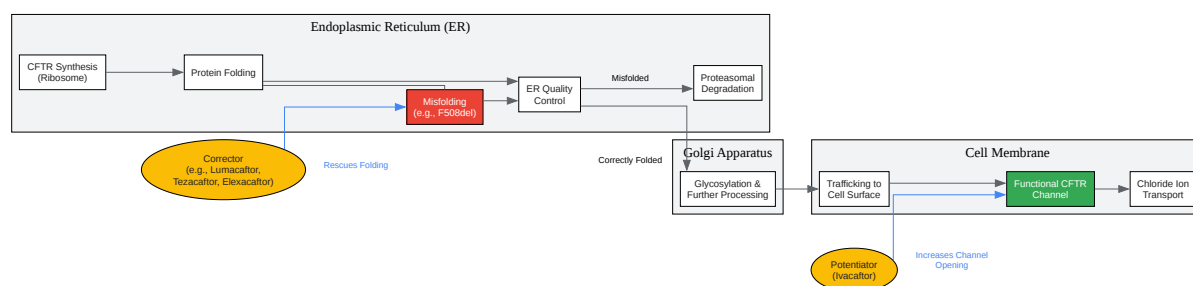 Endoplasmic Reticulum (ER)
CFTR Synthesis
(Ribosome)
Protein Folding
Misfolding
(e.g., F508del)
ER Quality
Control
Misfolded
Proteasomal
Degradation
Corrector
(e.g., Lumacaftor,
Tezacaftor, Elexacaftor)
Rescues Folding
Correctly Folded
Golgi Apparatus
Glycosylation &
Further Processing
Cell Membrane
Trafficking to
Cell Surface
Functional CFTR
Channel
Chloride Ion
Transport
Potentiator
(Ivacaftor)
Increases Channel
Opening